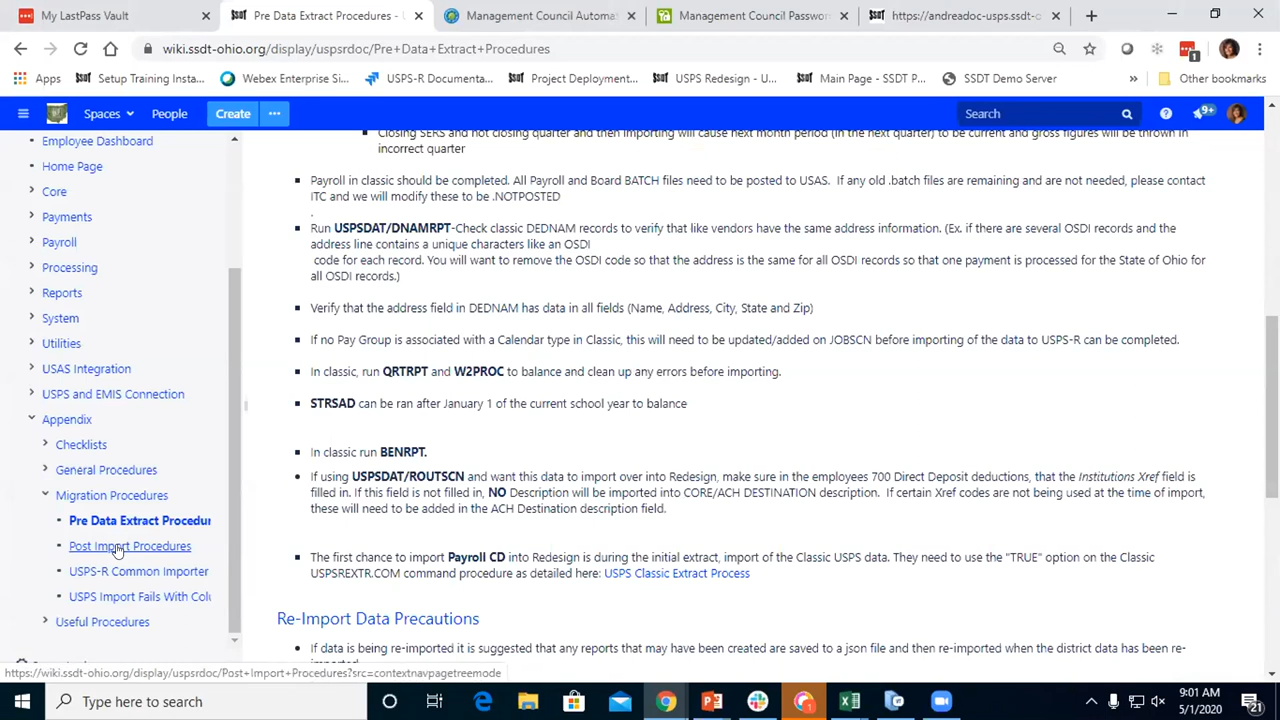 My LastPass Vault
Pre Data Extract Procedures -
Management Council Automa
Management Council Passwor
https://andreadoc-usps.ssdt-o
wiki.ssdt-ohio.org/display/uspsrdoc/Pre+Data+Extract+Procedures
1
Apps
Setup Training Insta...
Webex Enterprise Si...
USPS-R Documenta...
Project Deployment...
USPS Redesign - U...
Main Page - SSDT P...
SSDT Demo Server
»
Other bookmarks
Spaces
People
Create
Search
9+
Employee Dashboard
Home Page
Core
Payments
Payroll
Processing
Reports
System
Utilities
USAS Integration
USPS and EMIS Connection
Appendix
Checklists
General Procedures
Migration Procedures
Pre Data Extract Procedur
Post Import Procedures
USPS-R Common Importer
USPS Import Fails With Colu
Useful Procedures
Closing SERS and not closing quarter and then importing will cause next month period (in the next quarter) to be current and gross figures will be thrown in
incorrect quarter
Payroll in classic should be completed. All Payroll and Board BATCH files need to be posted to USAS. If any old .batch files are remaining and are not needed, please contact
ITC and we will modify these to be .NOTPOSTED
.
Run USPSDAT/DNAMRPT-Check classic DEDNAM records to verify that like vendors have the same address information. (Ex. if there are several OSDI records and the
address line contains a unique characters like an OSDI
code for each record. You will want to remove the OSDI code so that the address is the same for all OSDI records so that one payment is processed for the State of Ohio for
all OSDI records.)
Verify that the address field in DEDNAM has data in all fields (Name, Address, City, State and Zip)
If no Pay Group is associated with a Calendar type in Classic, this will need to be updated/added on JOBSCN before importing of the data to USPS-R can be completed.
In classic, run QRTRPT and W2PROC to balance and clean up any errors before importing.
STRSAD can be ran after January 1 of the current school year to balance
In classic run BENRPT.
If using USPSDAT/ROUTSCN and want this data to import over into Redesign, make sure in the employees 700 Direct Deposit deductions, that the Institutions Xref field is
filled in. If this field is not filled in, NO Description will be imported into CORE/ACH DESTINATION description. If certain Xref codes are not being used at the time of import,
these will need to be added in the ACH Destination description field.
The first chance to import Payroll CD into Redesign is during the initial extract, import of the Classic USPS data. They need to use the "TRUE" option on the Classic
USPSREXTR.COM command procedure as detailed here: USPS Classic Extract Process
Re-Import Data Precautions
If data is being re-imported it is suggested that any reports that may have been created are saved to a json file and then re-imported when the district data has been re-
imported
https://wiki.ssdt-ohio.org/display/uspsrdoc/Post+Import+Procedures?src=contextnavpagetreemode
Type here to search
9:01 AM
5/1/2020
21